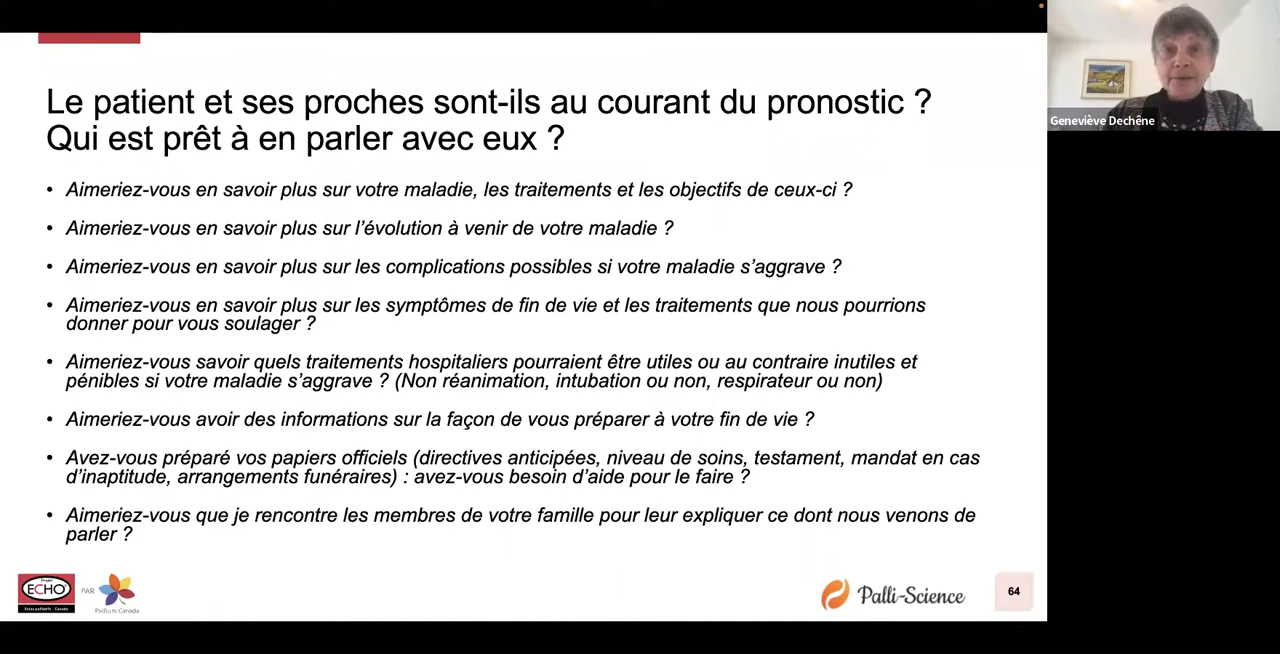 Le patient et ses proches sont-ils au courant du pronostic ?
Qui est prêt à en parler avec eux ?
• Aimeriez-vous en savoir plus sur votre maladie, les traitements et les objectifs de ceux-ci ?
• Aimeriez-vous en savoir plus sur l’évolution à venir de votre maladie ?
• Aimeriez-vous en savoir plus sur les complications possibles si votre maladie s’aggrave ?
• Aimeriez-vous en savoir plus sur les symptômes de fin de vie et les traitements que nous pourrions
donner pour vous soulager ?
• Aimeriez-vous savoir quels traitements hospitaliers pourraient être utiles ou au contraire inutiles et
pénibles si votre maladie s’aggrave ? (Non réanimation, intubation ou non, respirateur ou non)
• Aimeriez-vous avoir des informations sur la façon de vous préparer à votre fin de vie ?
• Avez-vous préparé vos papiers officiels (directives anticipées, niveau de soins, testament, mandat en cas
d’inaptitude, arrangements funéraires) : avez-vous besoin d’aide pour le faire ?
• Aimeriez-vous que je rencontre les membres de votre famille pour leur expliquer ce dont nous venons de
parler ?
Geneviève Dechêne
Projet
ECHO
Soins palliatifs Canada
PAR
Pallium Canada
Palli-Science
64